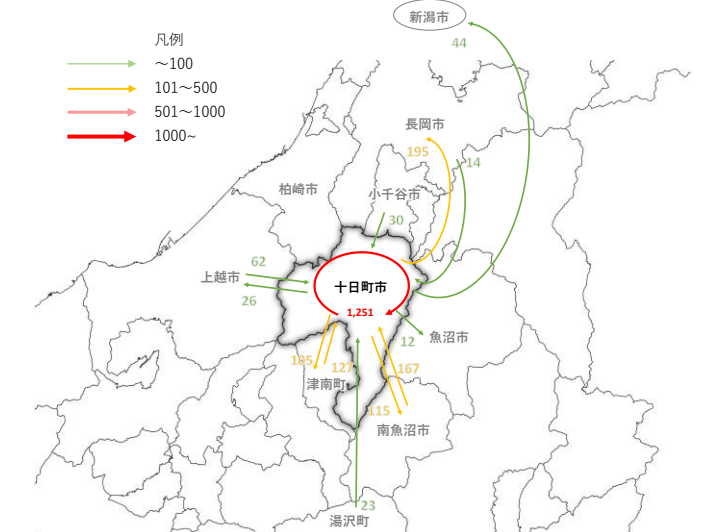 新潟市
44
凡例
～100
101～500
501～1000
1000~
長岡市
195
14
柏崎市
小千谷市
30
62
上越市
26
十日町市
1,251
12
魚沼市
105
127
167
津南町
115
南魚沼市
23
湯沢町